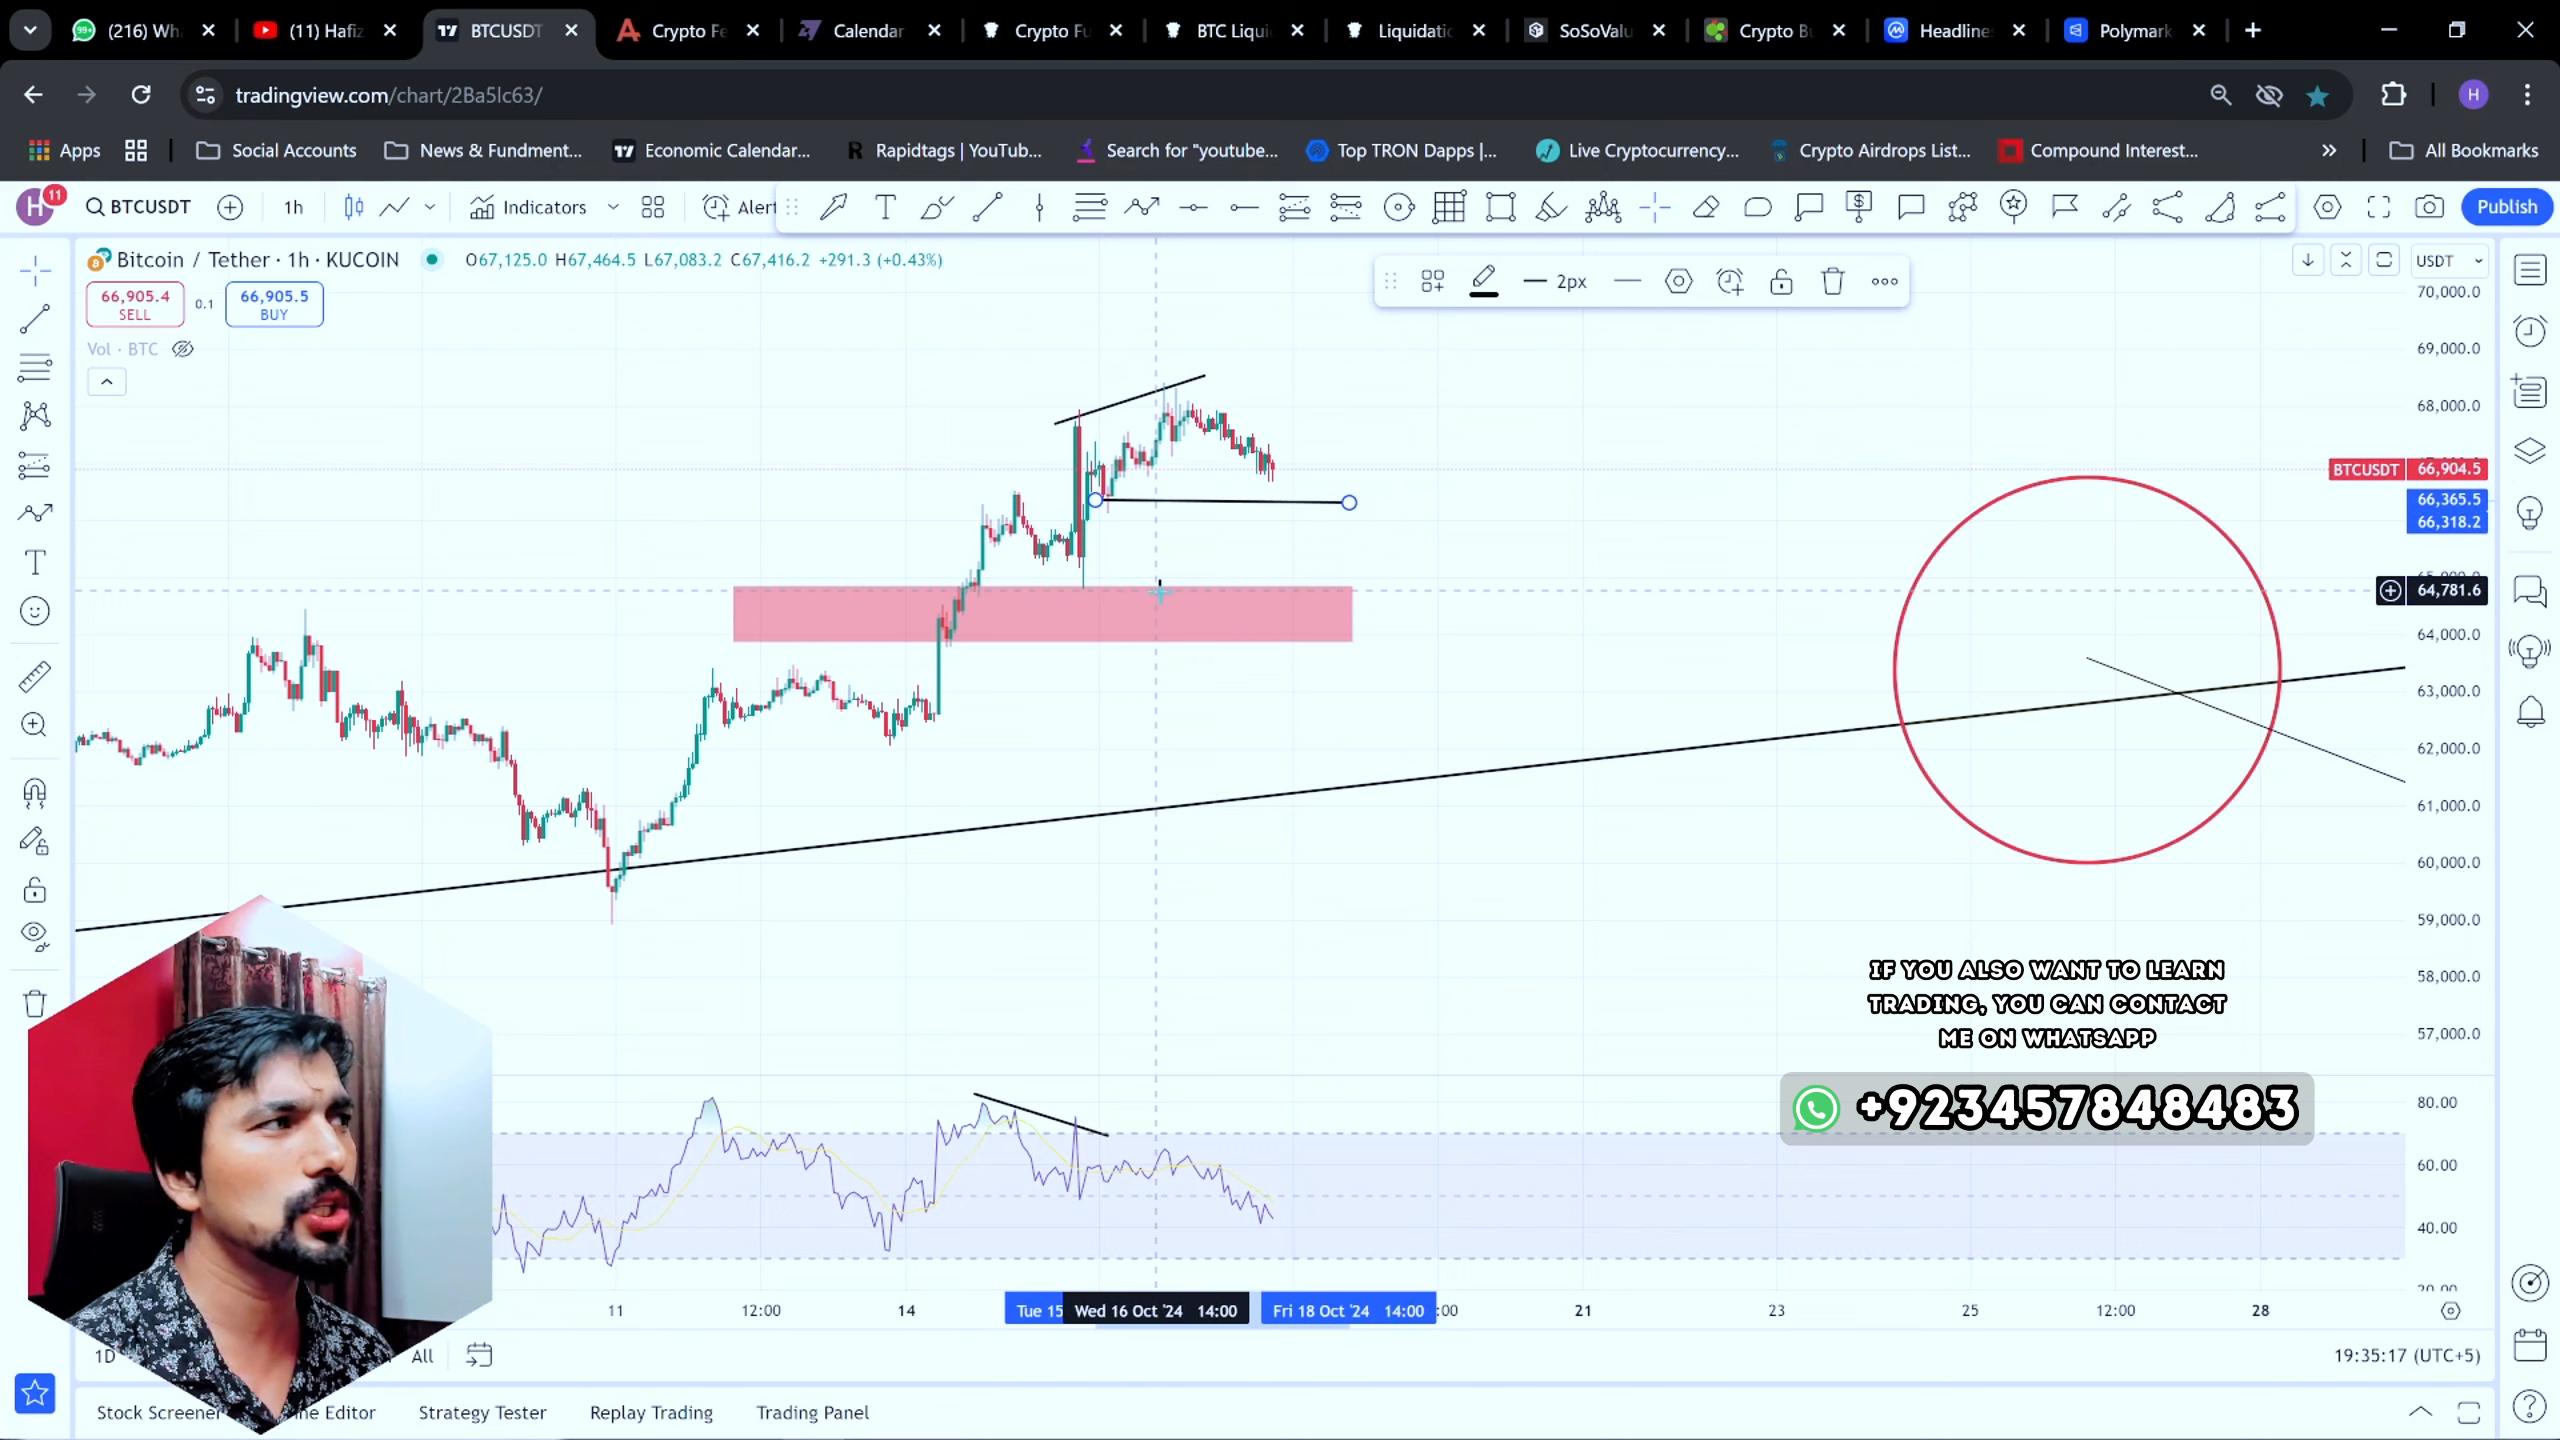 (216) Wh
(11) Hafiz
BTCUSDT
Crypto Fe
Calendar
Crypto Fu
BTC Liqui
Liquidatic
SoSoValu
Crypto Bu
Headline
Polymark
tradingview.com/chart/2Ba5lc63/
Apps
Social Accounts
News & Fundment...
Economic Calendar...
Rapidtags | YouTub...
Search for "youtube...
Top TRON Dapps |...
Live Cryptocurrency...
Crypto Airdrops List...
Compound Interest...
All Bookmarks
H 11
BTCUSDT
1h
Indicators
Alert
Publish
Bitcoin / Tether · 1h · KUCOIN
O67,125.0 H67,464.5 L67,083.2 C67,416.2 +291.3 (+0.43%)
66,905.4
SELL
0.1
66,905.5
BUY
Vol · BTC
2px
USDT
70,000.0
69,000.0
68,000.0
BTCUSDT 66,904.5
66,365.5
66,318.2
64,781.6
64,000.0
63,000.0
62,000.0
61,000.0
60,000.0
59,000.0
58,000.0
57,000.0
IF YOU ALSO WANT TO LEARN
TRADING, YOU CAN CONTACT
ME ON WHATSAPP
+923457848483
80.00
60.00
40.00
11
12:00
14
Tue 15
Wed 16 Oct '24 14:00
Fri 18 Oct '24 14:00
:00
21
23
25
12:00
28
1D
All
19:35:17 (UTC+5)
Stock Screener
ne Editor
Strategy Tester
Replay Trading
Trading Panel